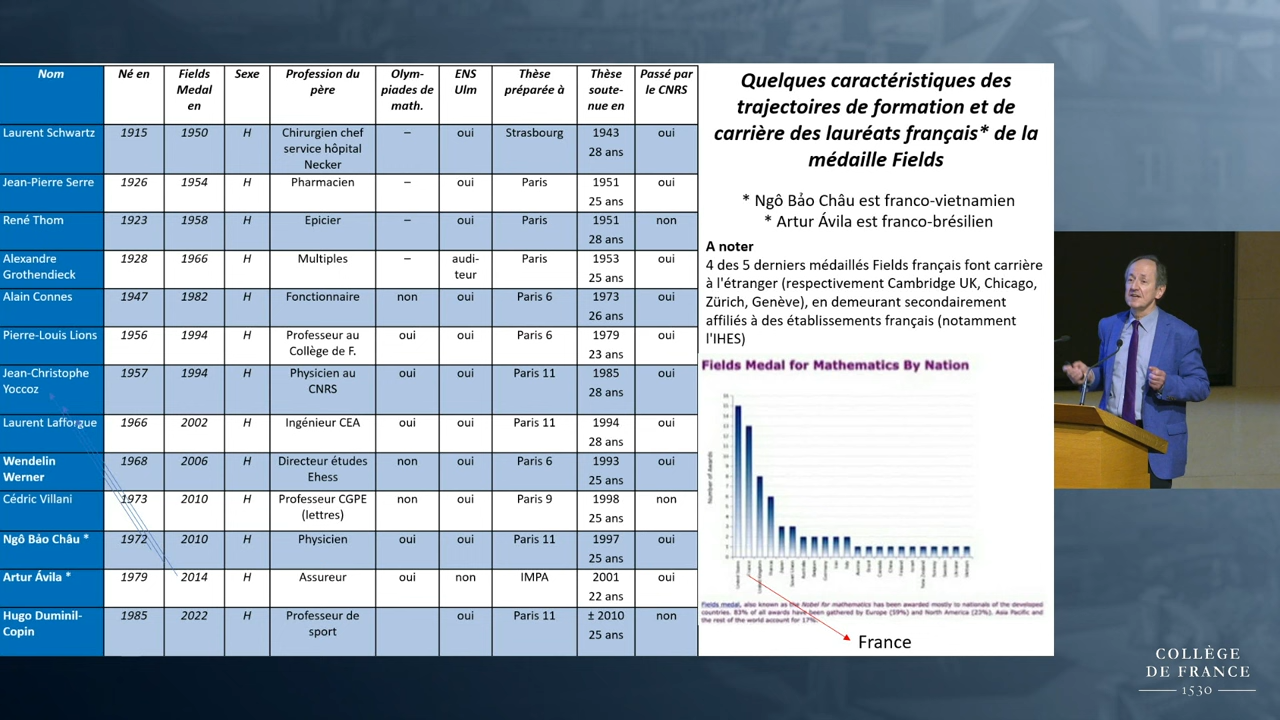 Nom Né en Fields Medal en Sexe Profession du père Olym-piades de math. ENS Ulm Thèse préparée à Thèse soute-nue en Passé par le CNRS
Laurent Schwartz 1915 1950 H Chirurgien chef service hôpital Necker – oui Strasbourg 1943 28 ans oui
Jean-Pierre Serre 1926 1954 H Pharmacien – oui Paris 1951 25 ans oui
René Thom 1923 1958 H Epicier – oui Paris 1951 28 ans non
Alexandre Grothendieck 1928 1966 H Multiples – audi-teur Paris 1953 25 ans oui
Alain Connes 1947 1982 H Fonctionnaire non oui Paris 6 1973 26 ans oui
Pierre-Louis Lions 1956 1994 H Professeur au Collège de F. oui oui Paris 6 1979 23 ans oui
Jean-Christophe Yoccoz 1957 1994 H Physicien au CNRS oui oui Paris 11 1985 28 ans oui
Laurent Lafforgue 1966 2002 H Ingénieur CEA oui oui Paris 11 1994 28 ans oui
Wendelin Werner 1968 2006 H Directeur études Ehess non oui Paris 6 1993 25 ans oui
Cédric Villani 1973 2010 H Professeur CGPE (lettres) non oui Paris 9 1998 25 ans non
Ngô Bảo Châu * 1972 2010 H Physicien oui oui Paris 11 1997 25 ans oui
Artur Ávila * 1979 2014 H Assureur oui non IMPA 2001 22 ans oui
Hugo Duminil-Copin 1985 2022 H Professeur de sport oui Paris 11 ± 2010 25 ans non
Quelques caractéristiques des
trajectoires de formation et de
carrière des lauréats français* de la
médaille Fields
* Ngô Bảo Châu est franco-vietnamien
* Artur Ávila est franco-brésilien
A noter
4 des 5 derniers médaillés Fields français font carrière
à l'étranger (respectivement Cambridge UK, Chicago,
Zürich, Genève), en demeurant secondairement
affiliés à des établissements français (notamment
l'IHES)
Fields Medal for Mathematics By Nation
Number of Awards
Fields medal, also known as the Nobel for mathematics has been awarded mostly to nationals of the developed
countries. 83% of all awards have been gathered by Europe (59%) and North America (23%). Asia Pacific and
the rest of the world account for 17%.
France
COLLÈGE
DE FRANCE
1530